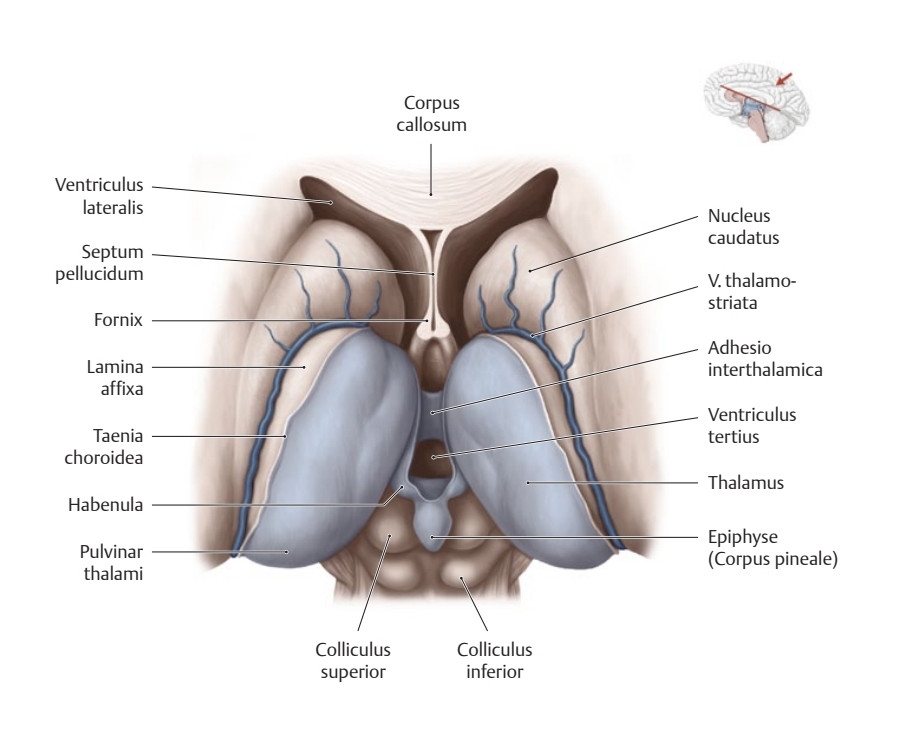 Corpus
callosum
Ventriculus
lateralis
Septum
pellucidum
Fornix
Lamina
affixa
Taenia
choroidea
Habenula
Pulvinar
thalami
Nucleus
caudatus
V. thalamo-
striata
Adhesio
interthalamica
Ventriculus
tertius
Thalamus
Epiphyse
(Corpus pineale)
Colliculus
superior
Colliculus
inferior